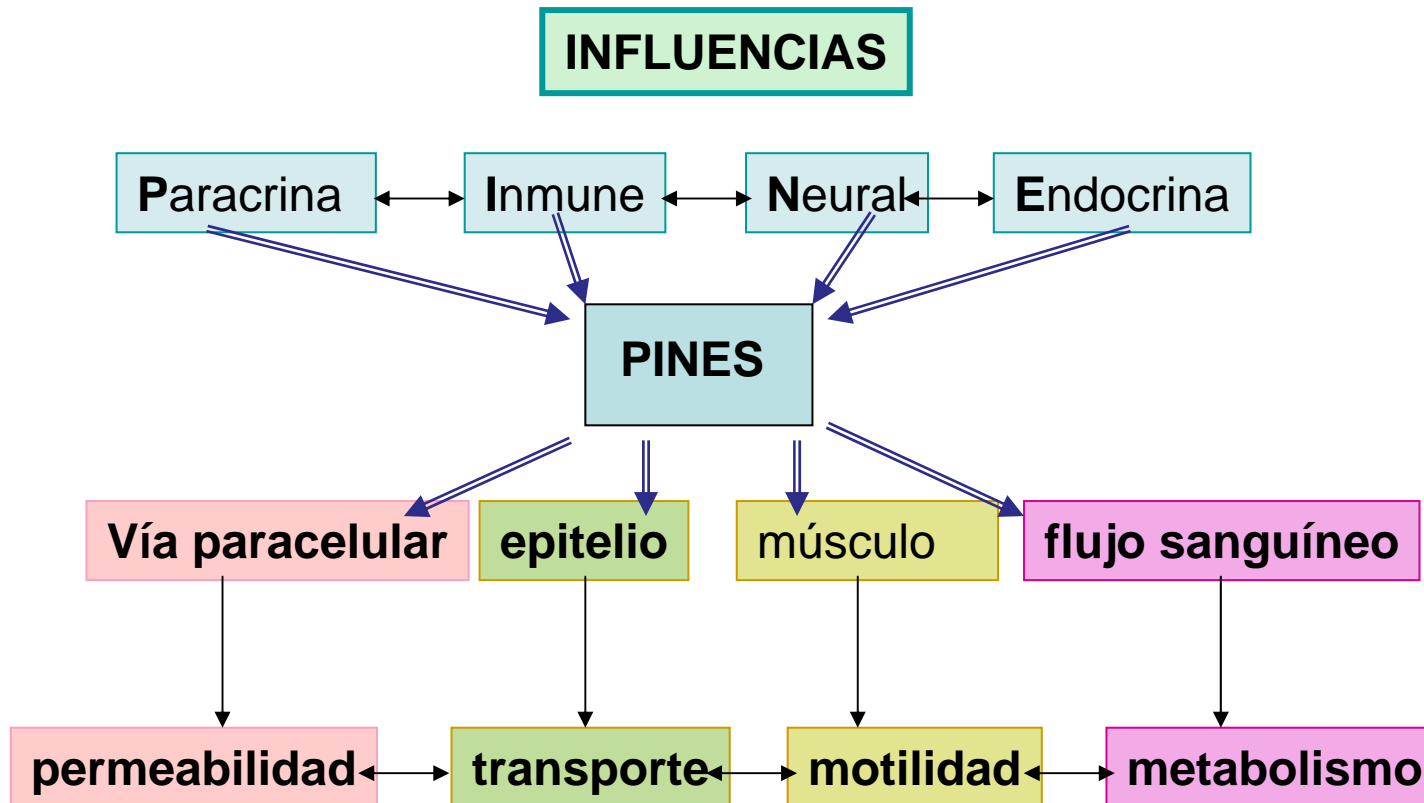 INFLUENCIAS
Paracrina Inmune Neural Endocrina
PINES
Vía paracelular epitelio músculo flujo sanguíneo
permeabilidad transporte motilidad metabolismo